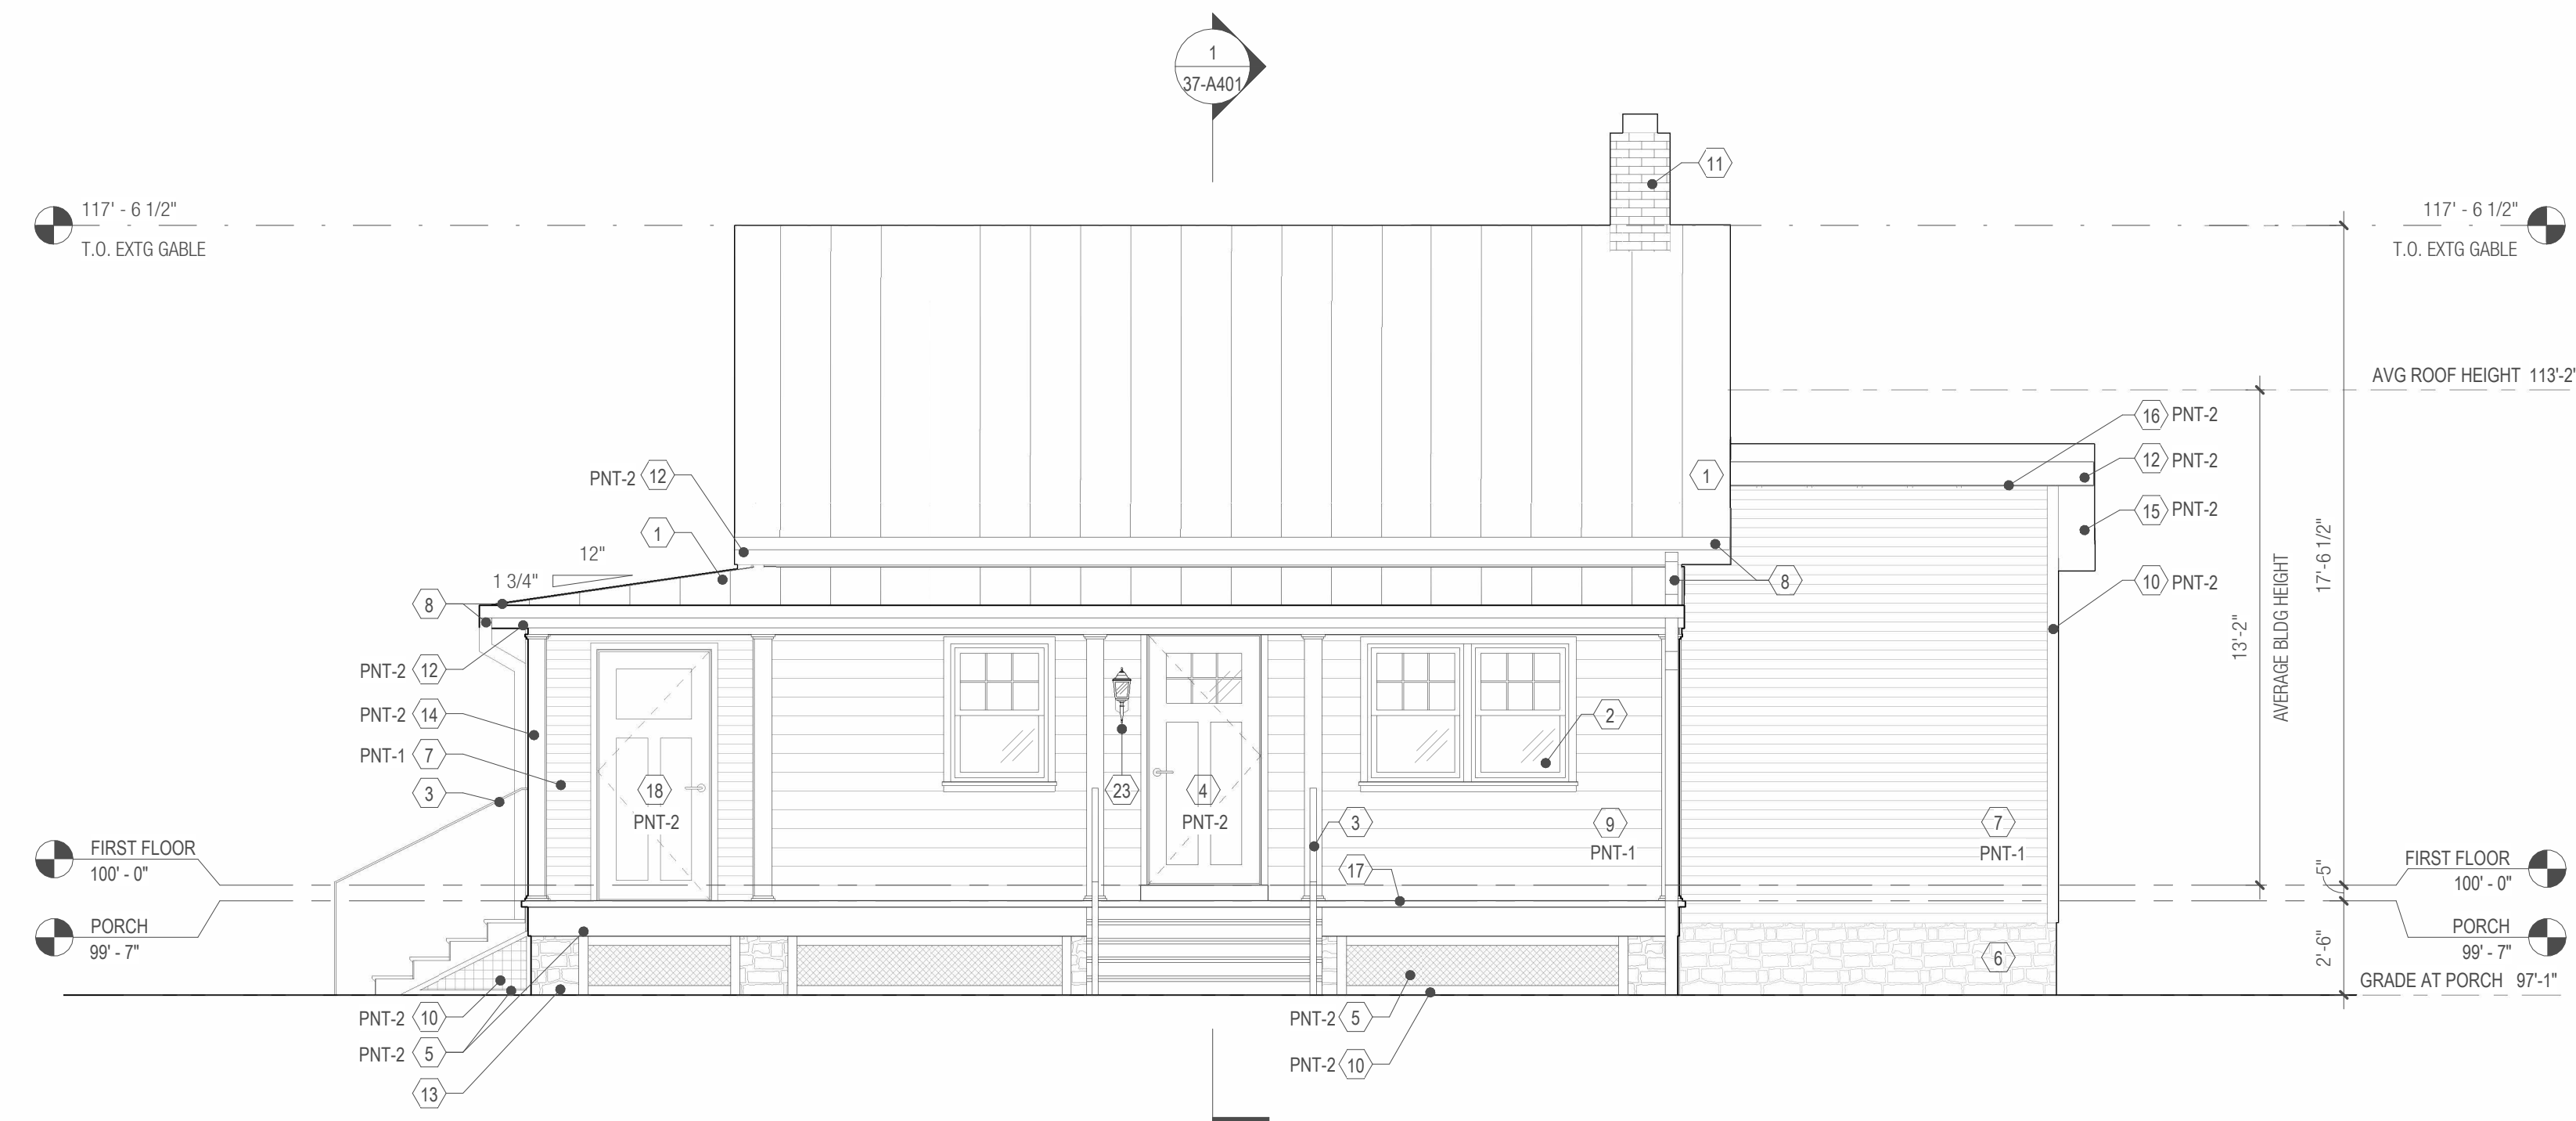 1
37-A401
11
117' - 6 1/2"
T.O. EXTG GABLE
117' - 6 1/2"
T.O. EXTG GABLE
AVG ROOF HEIGHT 113'-2"
16 PNT-2
12 PNT-2
15 PNT-2
10 PNT-2
PNT-2 12
1
1
12"
1 3/4"
8
8
PNT-2 12
PNT-2 14
PNT-1 7
3
2
18
PNT-2
23
4
PNT-2
3
9
PNT-1
17
7
PNT-1
6
13'-2"
AVERAGE BLDG HEIGHT
17'-6 1/2"
5"
2'-6"
FIRST FLOOR
100' - 0"
PORCH
99' - 7"
FIRST FLOOR
100' - 0"
PORCH
99' - 7"
GRADE AT PORCH 97'-1"
PNT-2 10
PNT-2 5
13
PNT-2 5
PNT-2 10